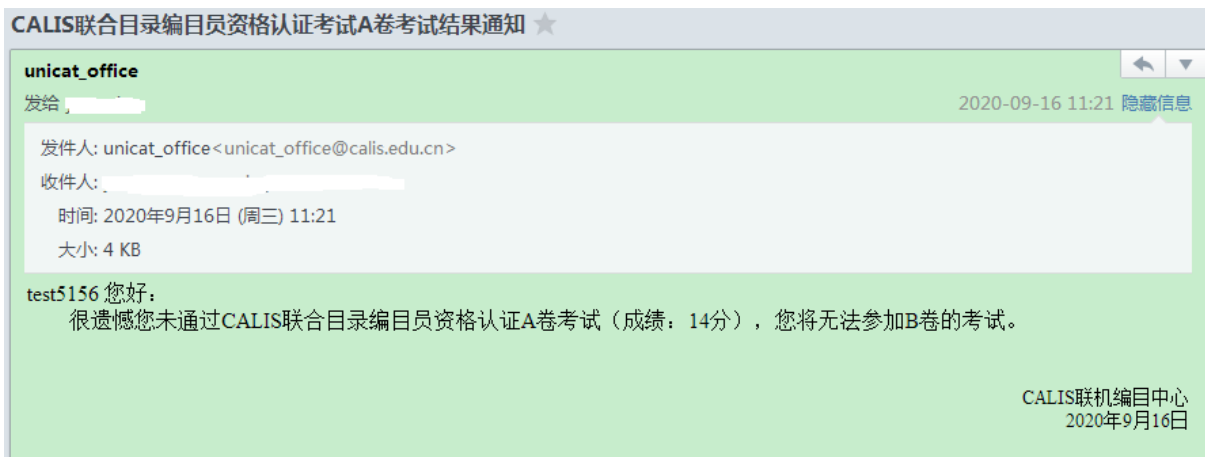 CALIS联合目录编目员资格认证考试A卷考试结果通知
unicat_office
发给
2020-09-16 11:21 隐藏信息
发件人: unicat_office<unicat_office@calis.edu.cn>
收件人:
时间: 2020年9月16日 (周三) 11:21
大小: 4 KB
test5156 您好：
很遗憾您未通过CALIS联合目录编目员资格认证A卷考试（成绩：14分），您将无法参加B卷的考试。
CALIS联机编目中心
2020年9月16日